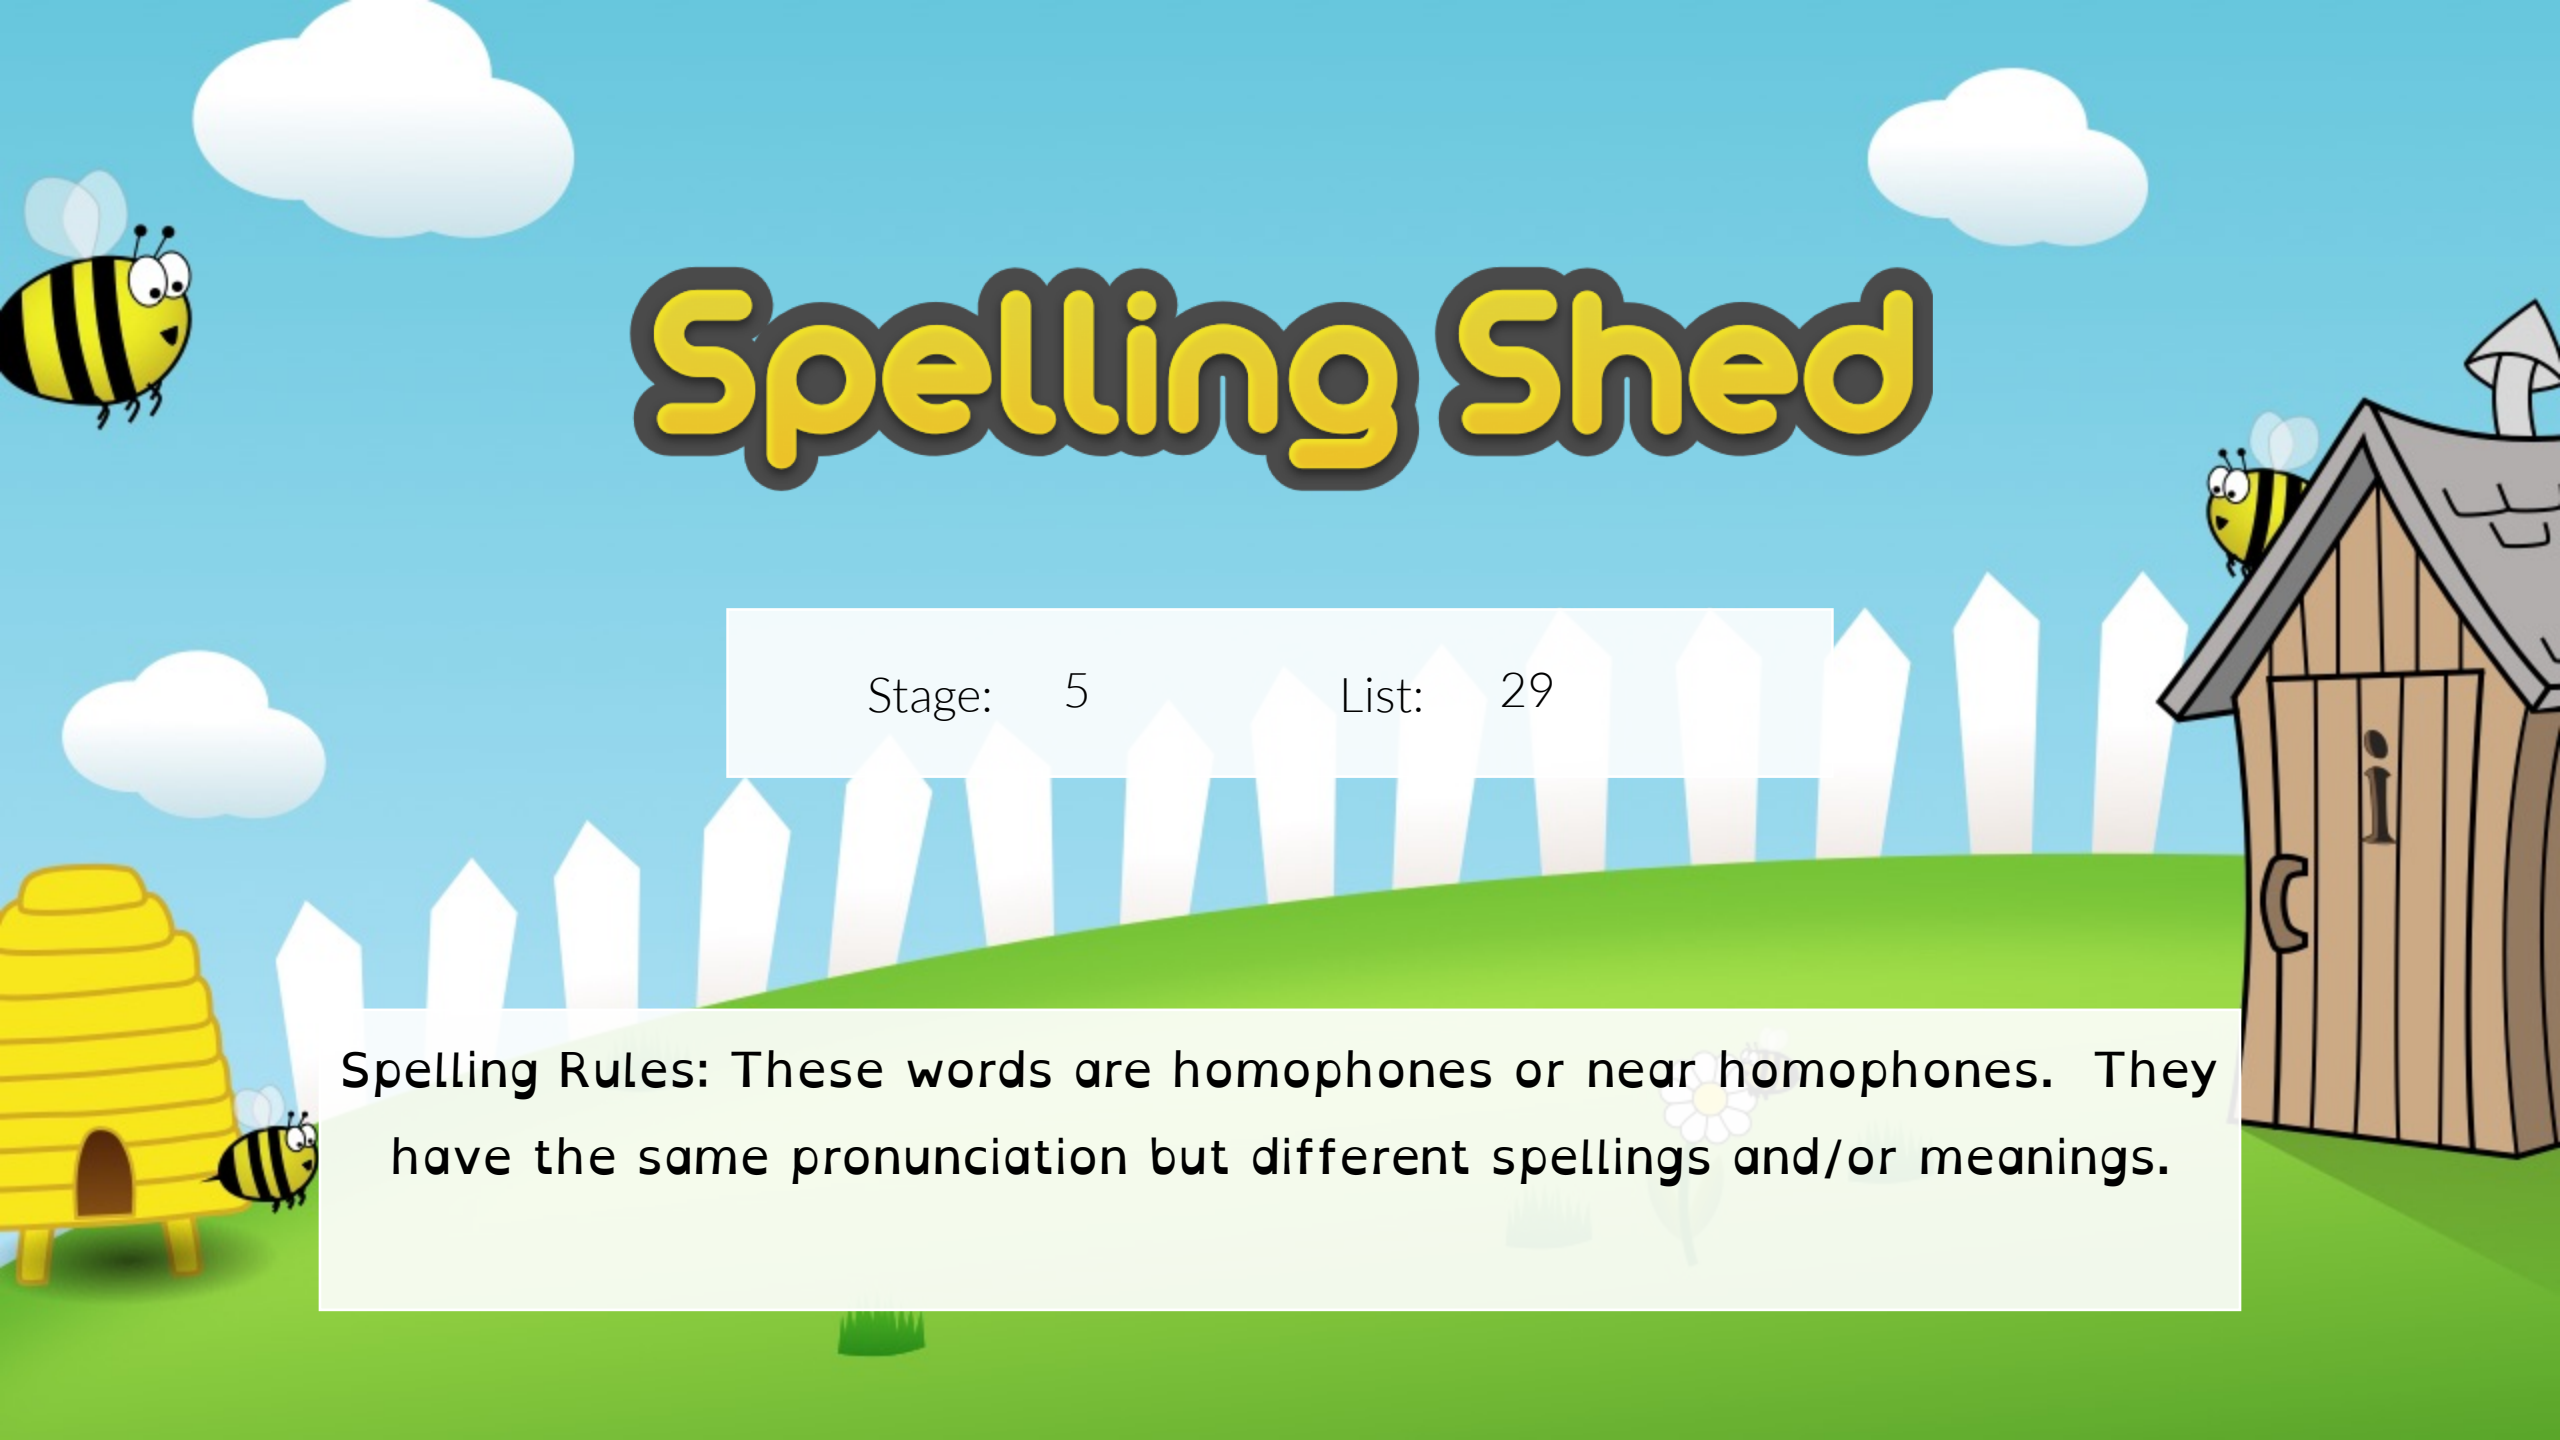 Spelling Shed
Stage: 5 List: 29
i
Spelling Rules: These words are homophones or near homophones. They
have the same pronunciation but different spellings and/or meanings.